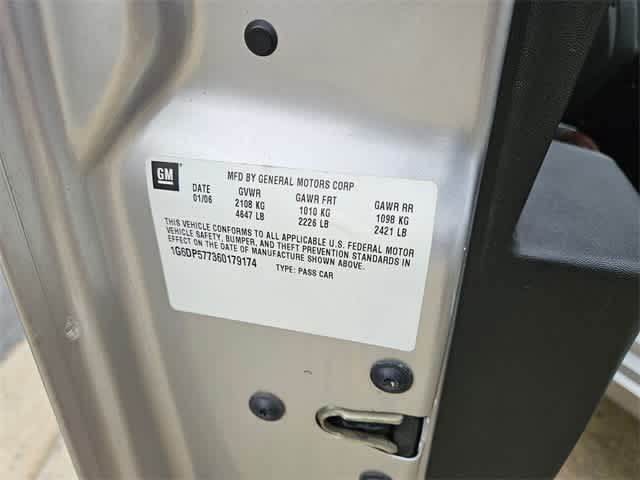 GM
MFD BY GENERAL MOTORS CORP
DATE GVWR GAWR FRT GAWR RR
01/06 2108 KG 1010 KG 1098 KG
4647 LB 2226 LB 2421 LB
THIS VEHICLE CONFORMS TO ALL APPLICABLE U.S. FEDERAL MOTOR
VEHICLE SAFETY, BUMPER, AND THEFT PREVENTION STANDARDS IN
EFFECT ON THE DATE OF MANUFACTURE SHOWN ABOVE.
1G6DP577360179174 TYPE: PASS CAR